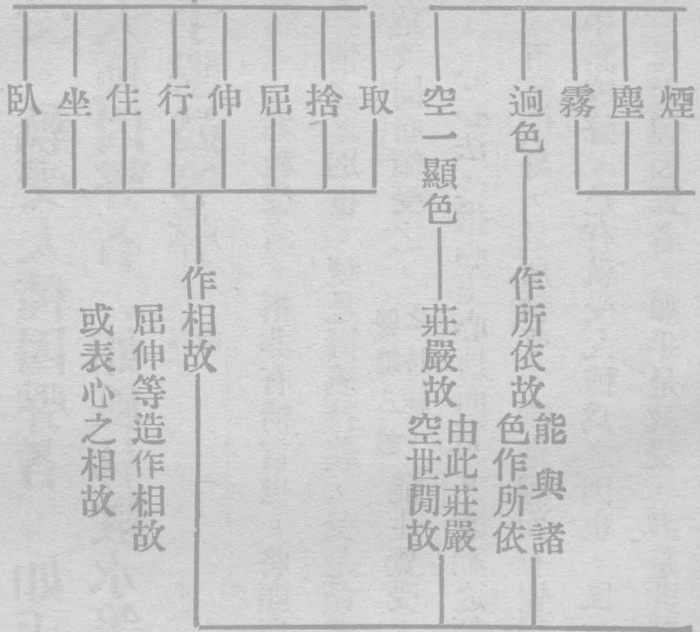 煙
塵
霧
迥色
作所依故
能與諸
色作所依
空一顯色
莊嚴故
由此莊嚴
空世閒故
取
捨
屈
伸
行
住
坐
臥
作相故
屈伸等造作相故
或表心之相故